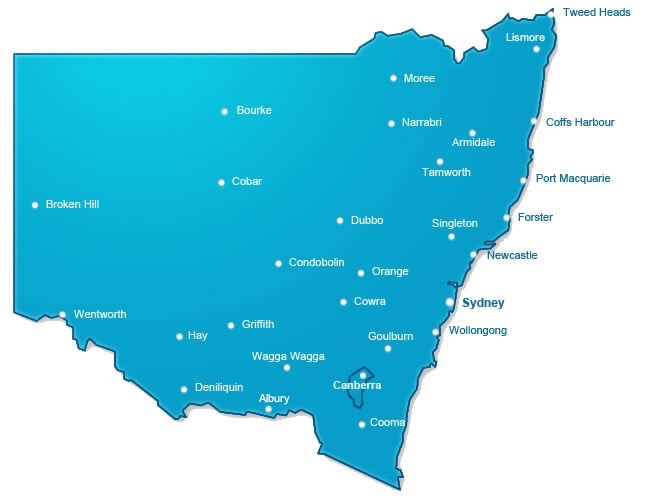 Tweed Heads
Lismore
Moree
Bourke
Narrabri
Coffs Harbour
Armidale
Tamworth
Cobar
Port Macquarie
Broken Hill
Dubbo
Singleton
Forster
Newcastle
Condobolin
Orange
Cowra
Sydney
Wentworth
Griffith
Hay
Goulburn
Wollongong
Wagga Wagga
Canberra
Deniliquin
Albury
Cooma